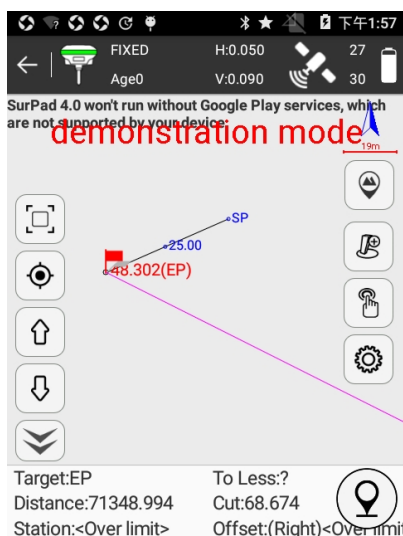 下午1:57
FIXED
H:0.050
27
Age0
V:0.090
30
SurPad 4.0 won't run without Google Play services, which
are not supported by your device.
demonstration mode
19m
SP
25.00
48.302(EP)
Target:EP
To Less:?
Distance:71348.994
Cut:68.674
Station:<Over limit>
Offset:(Right)<Over limit